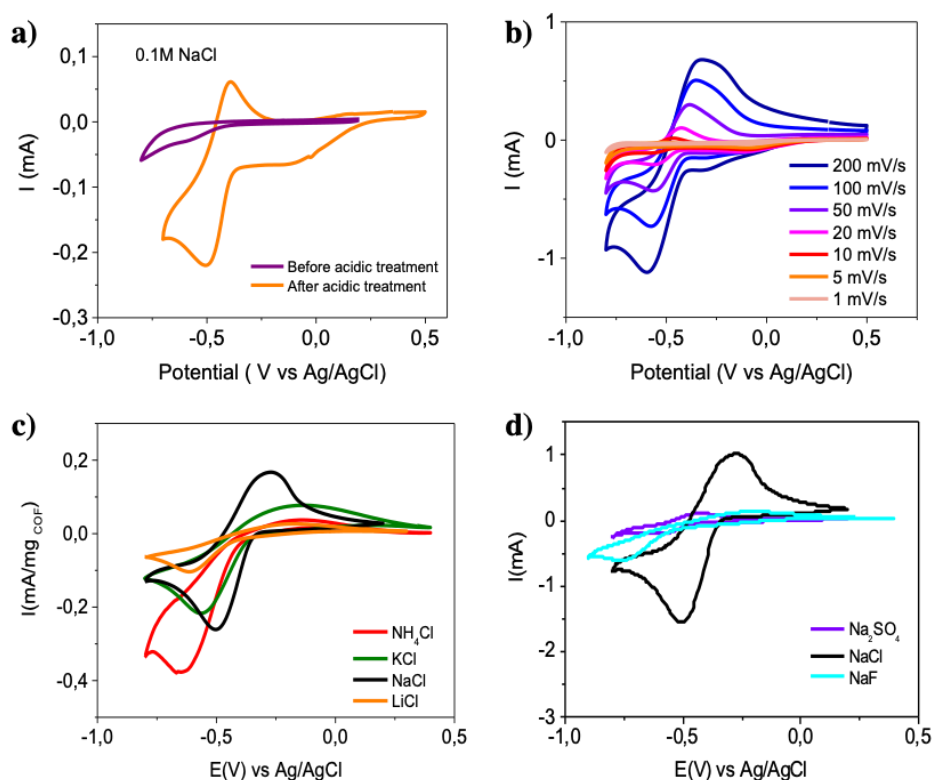 a)
0.1M NaCl
0,1
0,0
-0,1
-0,2
-0,3
I (mA)
Before acidic treatment
After acidic treatment
-1,0 -0,5 0,0 0,5
Potential ( V vs Ag/AgCl)
b)
1
0
-1
I (mA)
200 mV/s
100 mV/s
50 mV/s
20 mV/s
10 mV/s
5 mV/s
1 mV/s
-1,0 -0,5 0,0 0,5
Potential (V vs Ag/AgCl)
c)
0,2
0,0
-0,2
-0,4
I(mA/mg COF)
NH₄Cl
KCl
NaCl
LiCl
-1,0 -0,5 0,0 0,5
E(V) vs Ag/AgCl
d)
1
0
-1
-2
-3
I(mA)
Na₂SO₄
NaCl
NaF
-1,0 -0,5 0,0 0,5
E(V) vs Ag/AgCl